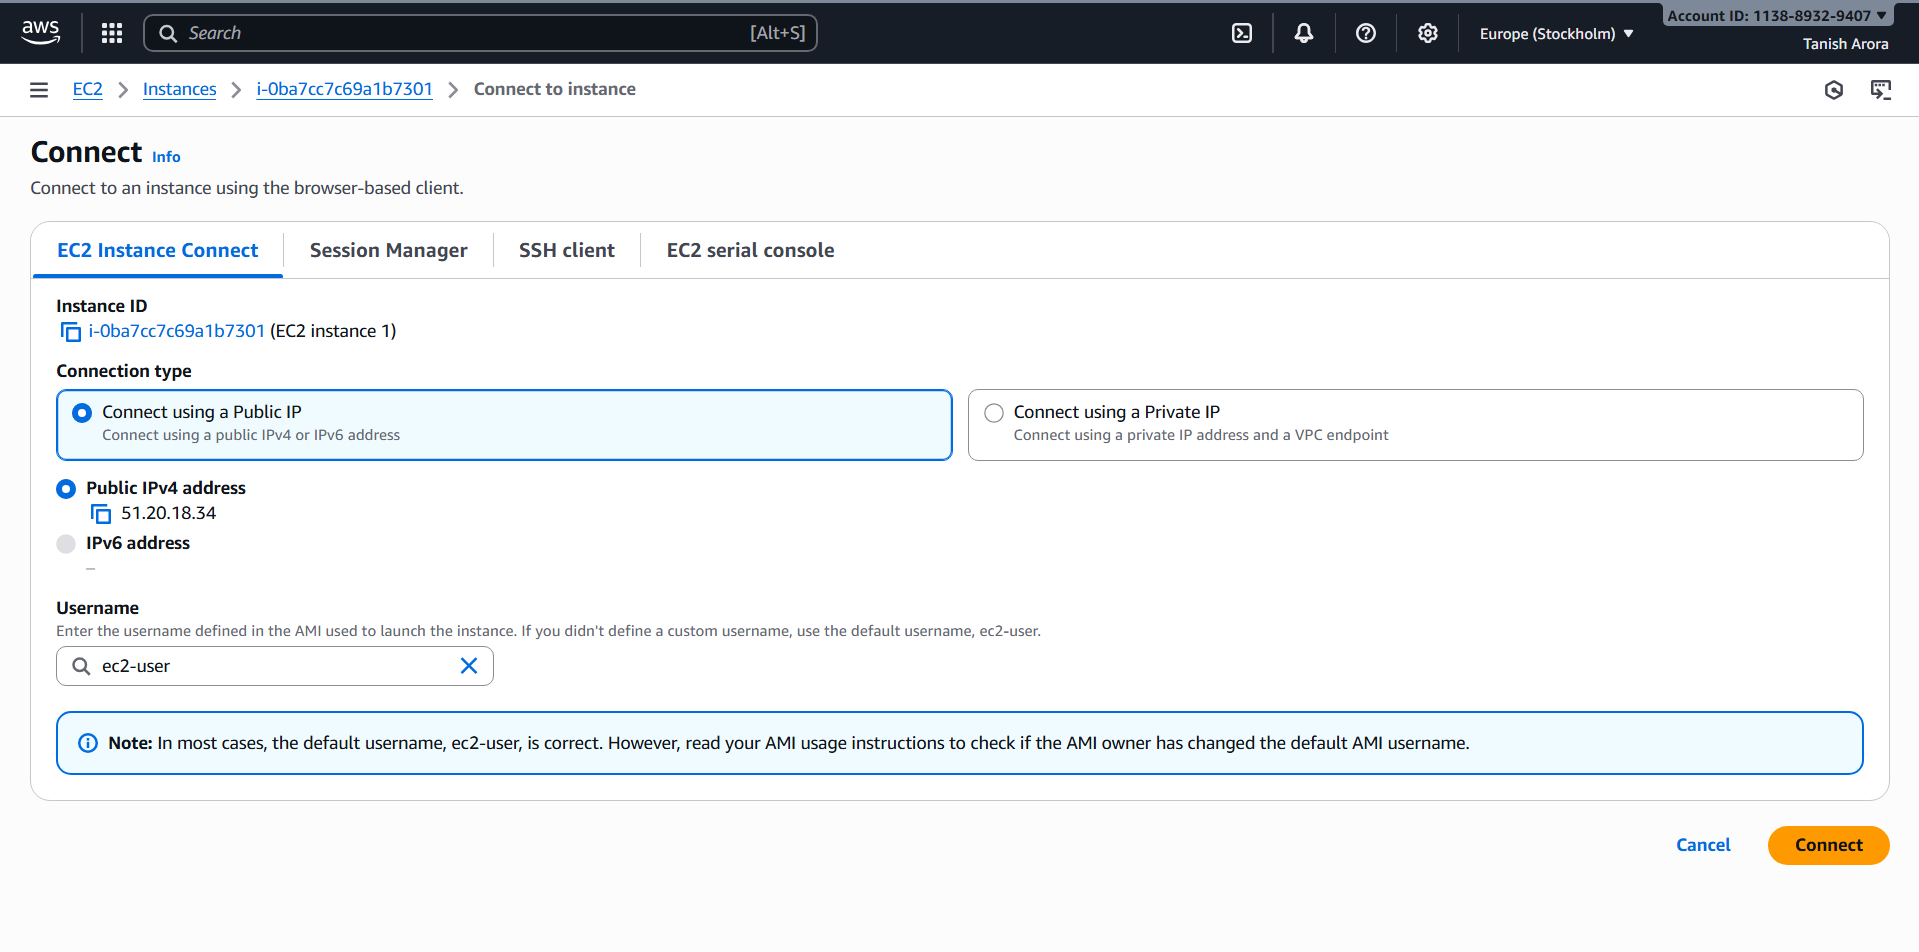 aws
Search [Alt+S]
Europe (Stockholm)
Account ID: 1138-8932-9407
Tanish Arora
EC2 Instances i-0ba7cc7c69a1b7301 Connect to instance
Connect Info
Connect to an instance using the browser-based client.
EC2 Instance Connect Session Manager SSH client EC2 serial console
Instance ID
i-0ba7cc7c69a1b7301 (EC2 instance 1)
Connection type
Connect using a Public IP
Connect using a public IPv4 or IPv6 address
Connect using a Private IP
Connect using a private IP address and a VPC endpoint
Public IPv4 address
51.20.18.34
IPv6 address
–
Username
Enter the username defined in the AMI used to launch the instance. If you didn't define a custom username, use the default username, ec2-user.
ec2-user
Note: In most cases, the default username, ec2-user, is correct. However, read your AMI usage instructions to check if the AMI owner has changed the default AMI username.
Cancel Connect